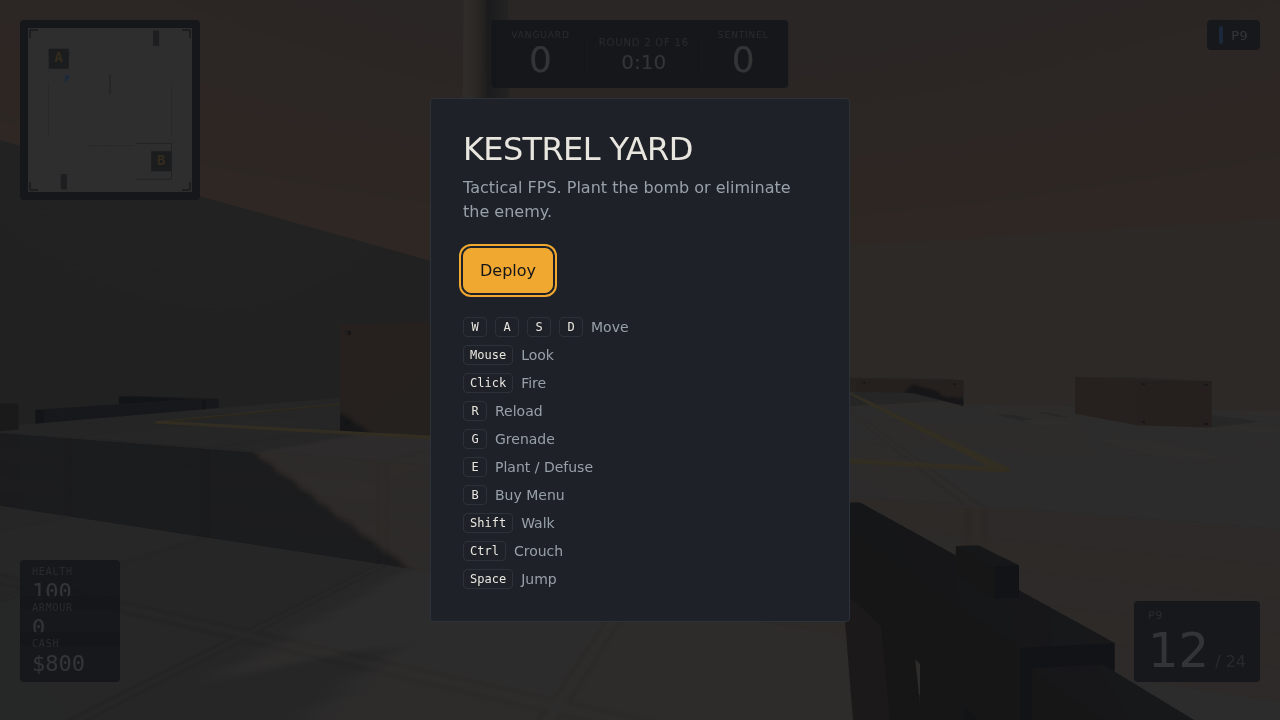 A
B
VANGUARD
0
ROUND 2 OF 16
0:10
SENTINEL
0
P9
KESTREL YARD
Tactical FPS. Plant the bomb or eliminate
the enemy.
Deploy
W A S D Move
Mouse Look
Click Fire
R Reload
G Grenade
E Plant / Defuse
B Buy Menu
Shift Walk
Ctrl Crouch
Space Jump
HEALTH
100
ARMOUR
0
CASH
$800
P9
12 / 24